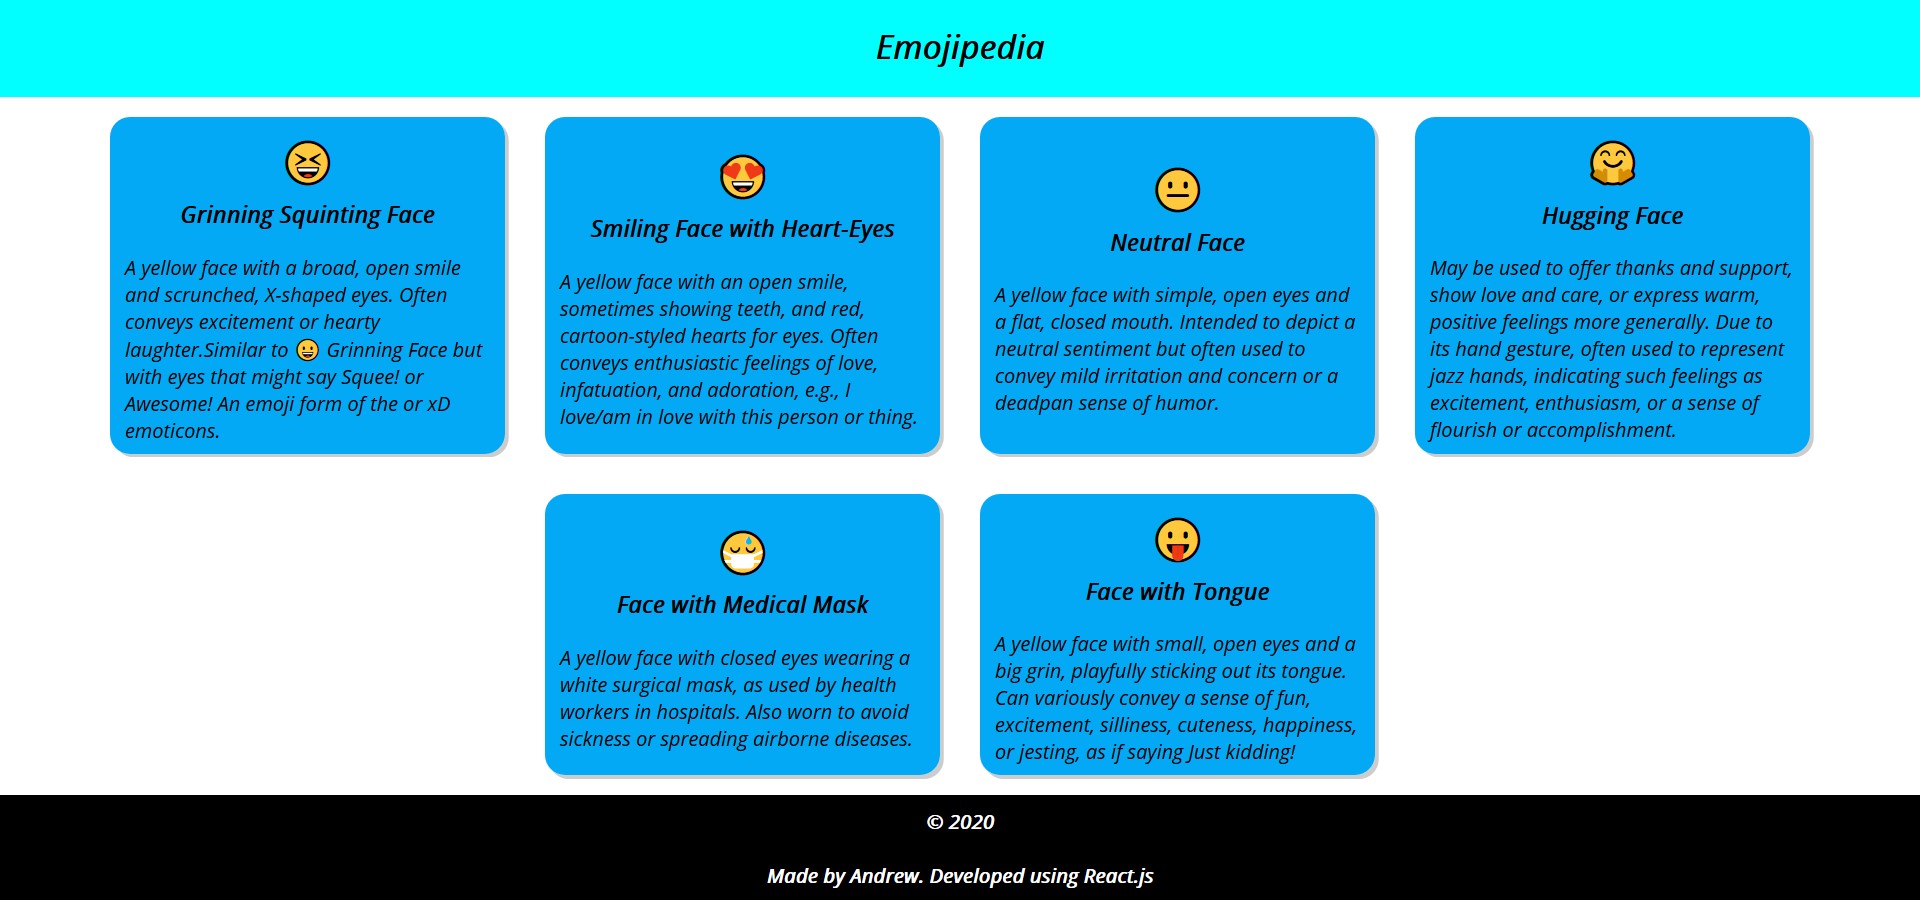 Emojipedia
Grinning Squinting Face
A yellow face with a broad, open smile
and scrunched, X-shaped eyes. Often
conveys excitement or hearty
laughter.Similar to 😀 Grinning Face but
with eyes that might say Squee! or
Awesome! An emoji form of the or xD
emoticons.
Smiling Face with Heart-Eyes
A yellow face with an open smile,
sometimes showing teeth, and red,
cartoon-styled hearts for eyes. Often
conveys enthusiastic feelings of love,
infatuation, and adoration, e.g., I
love/am in love with this person or thing.
Neutral Face
A yellow face with simple, open eyes and
a flat, closed mouth. Intended to depict a
neutral sentiment but often used to
convey mild irritation and concern or a
deadpan sense of humor.
Hugging Face
May be used to offer thanks and support,
show love and care, or express warm,
positive feelings more generally. Due to
its hand gesture, often used to represent
jazz hands, indicating such feelings as
excitement, enthusiasm, or a sense of
flourish or accomplishment.
Face with Medical Mask
A yellow face with closed eyes wearing a
white surgical mask, as used by health
workers in hospitals. Also worn to avoid
sickness or spreading airborne diseases.
Face with Tongue
A yellow face with small, open eyes and a
big grin, playfully sticking out its tongue.
Can variously convey a sense of fun,
excitement, silliness, cuteness, happiness,
or jesting, as if saying Just kidding!
© 2020
Made by Andrew. Developed using React.js